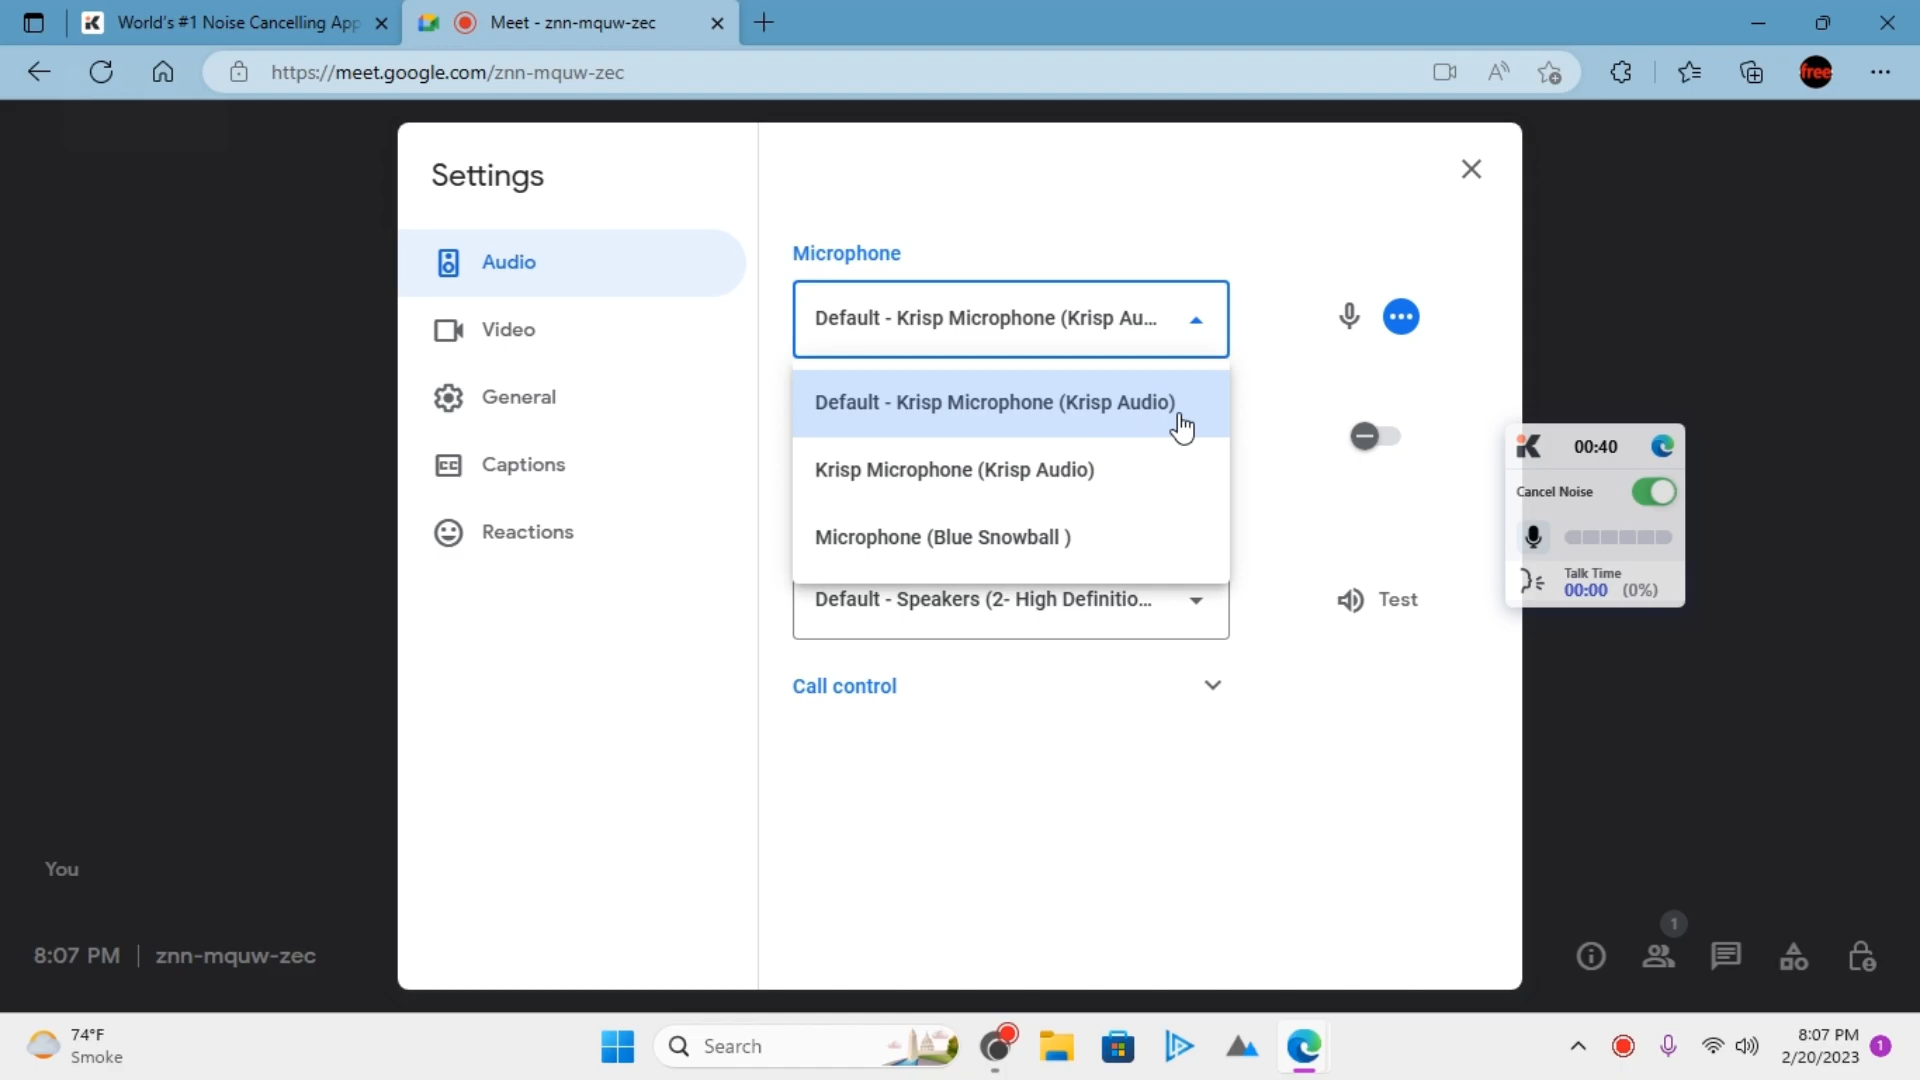 World's #1 Noise Cancelling App
Meet - znn-mquw-zec
https://meet.google.com/znn-mquw-zec
free
Settings
Audio
Video
General
Captions
Reactions
Microphone
Default - Krisp Microphone (Krisp Au...
Default - Krisp Microphone (Krisp Audio)
Krisp Microphone (Krisp Audio)
Microphone (Blue Snowball )
Default - Speakers (2- High Definitio...
Test
Call control
00:40
Cancel Noise
Talk Time
00:00 (0%)
You
8:07 PM | znn-mquw-zec
1
74°F
Smoke
Search
8:07 PM
2/20/2023
1